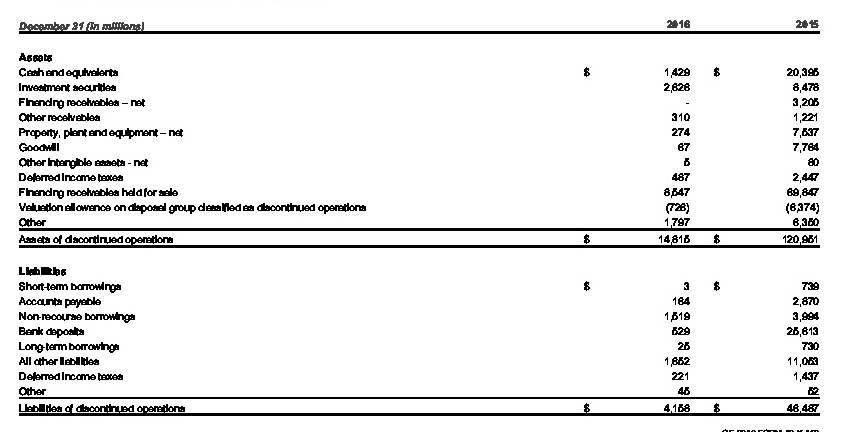 December 31 (In millions) 2016 2015
Assets
Cash and equivalents $ 1,429 $ 20,395
Investment securities 2,626 8,478
Financing receivables – net - 3,205
Other receivables 310 1,221
Property, plant and equipment – net 274 7,537
Goodwill 67 7,764
Other intangible assets - net 5 80
Deferred income taxes 487 2,447
Financing receivables held for sale 8,547 69,847
Valuation allowance on disposal group classified as discontinued operations (726) (6,374)
Other 1,797 6,350
Assets of discontinued operations $ 14,815 $ 120,951
Liabilities
Short-term borrowings $ 3 $ 739
Accounts payable 164 2,870
Non-recourse borrowings 1,519 3,994
Bank deposits 529 25,613
Long-term borrowings 25 730
All other liabilities 1,652 11,053
Deferred income taxes 221 1,437
Other 45 52
Liabilities of discontinued operations $ 4,158 $ 46,487